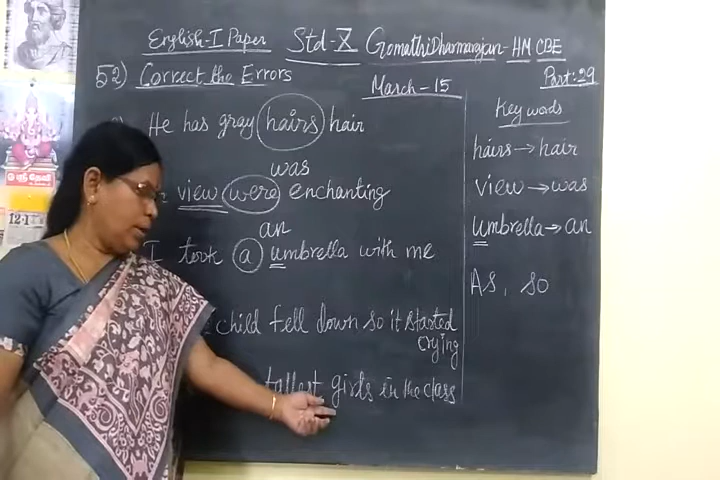 English-I Paper Std-X GomathiDharmarajan-HM CBE
52) Correct the Errors
March-15
Part:29
He has gray hairs hair
was
view were enchanting
an
I took a umbrella with me
child fell down so it started
crying
tallest girls in the class
Key words
hairs→hair
view→was
umbrella→an
As, so
12-1